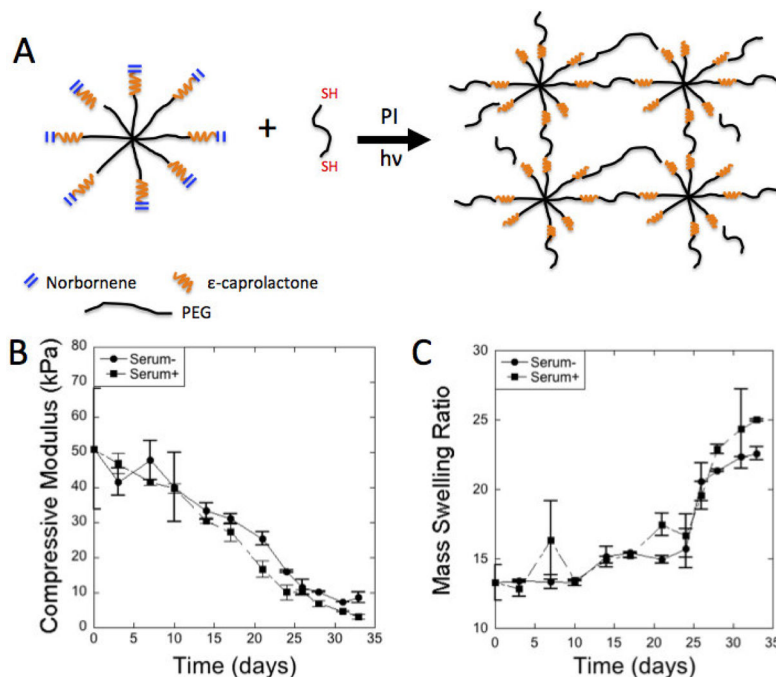 A
SH
+
SH
PI
hν
Norbornene
ε-caprolactone
PEG
B
Serum-
Serum+
Compressive Modulus (kPa)
80
70
60
50
40
30
20
10
0
0 5 10 15 20 25 30 35
Time (days)
C
Serum-
Serum+
Mass Swelling Ratio
30
25
20
15
10
0 5 10 15 20 25 30 35
Time (days)